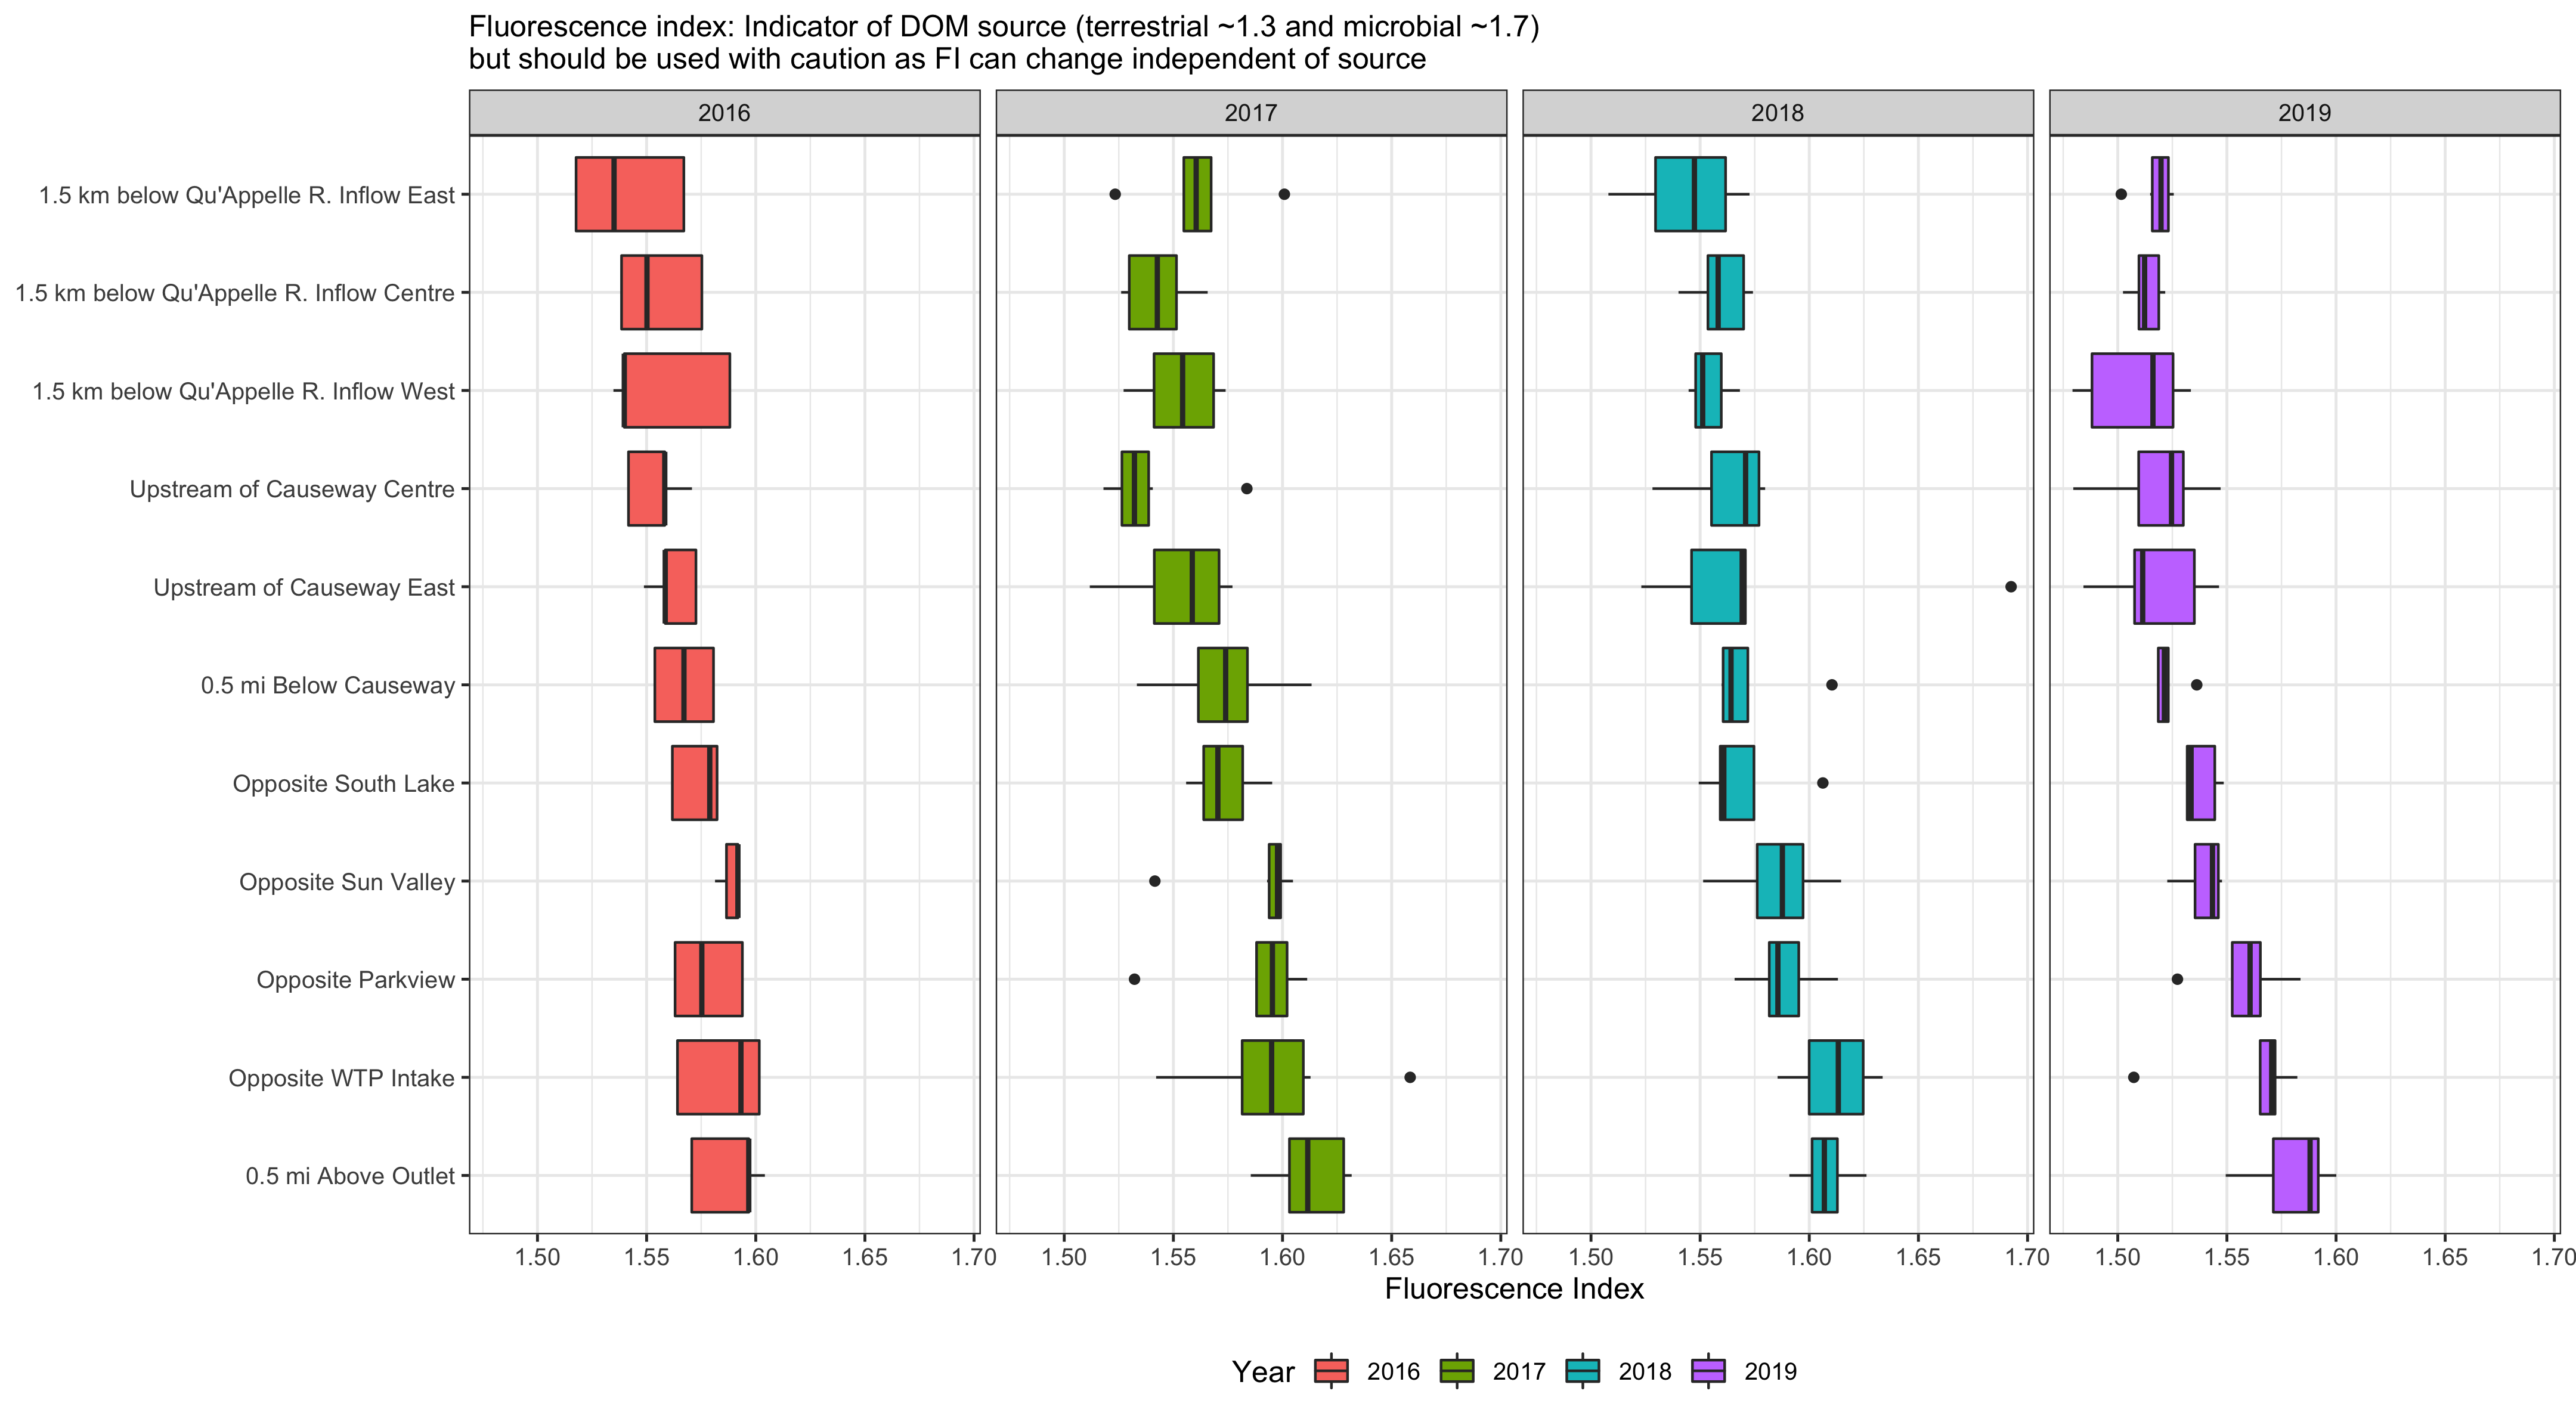 Fluorescence index: Indicator of DOM source (terrestrial ~1.3 and microbial ~1.7)
but should be used with caution as FI can change independent of source
2016 2017 2018 2019
1.5 km below Qu'Appelle R. Inflow East
1.5 km below Qu'Appelle R. Inflow Centre
1.5 km below Qu'Appelle R. Inflow West
Upstream of Causeway Centre
Upstream of Causeway East
0.5 mi Below Causeway
Opposite South Lake
Opposite Sun Valley
Opposite Parkview
Opposite WTP Intake
0.5 mi Above Outlet
1.50 1.55 1.60 1.65 1.70 1.50 1.55 1.60 1.65 1.70 1.50 1.55 1.60 1.65 1.70 1.50 1.55 1.60 1.65 1.70
Fluorescence Index
Year 2016 2017 2018 2019